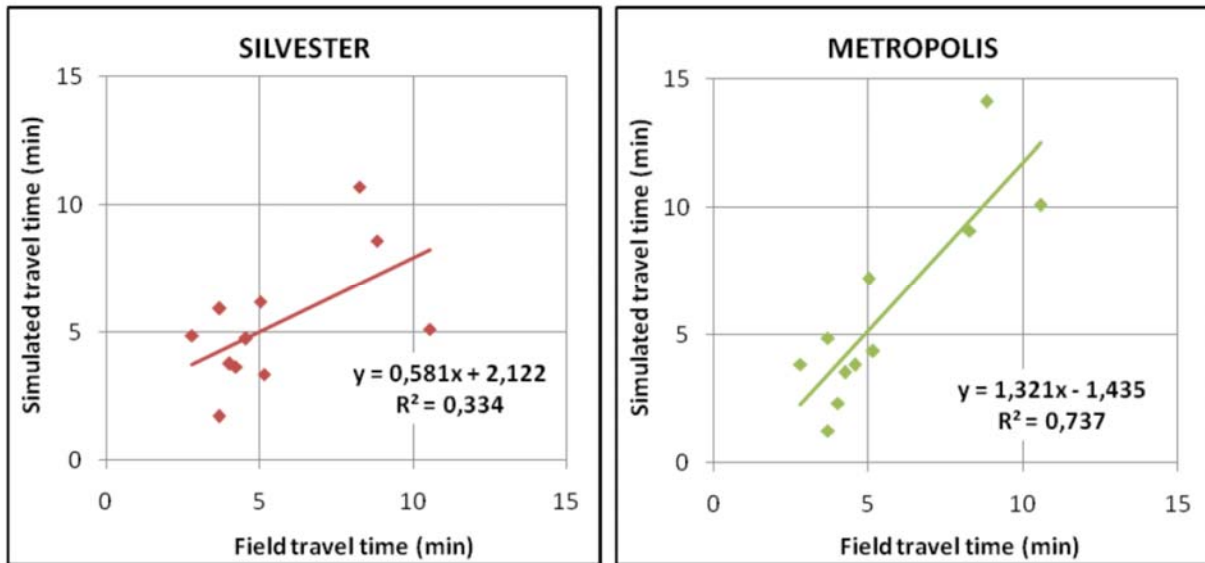 SILVESTER
15
10
5
0
0 5 10 15
Simulated travel time (min)
Field travel time (min)
y = 0,581x + 2,122
R² = 0,334
METROPOLIS
15
10
5
0
0 5 10 15
Simulated travel time (min)
Field travel time (min)
y = 1,321x - 1,435
R² = 0,737